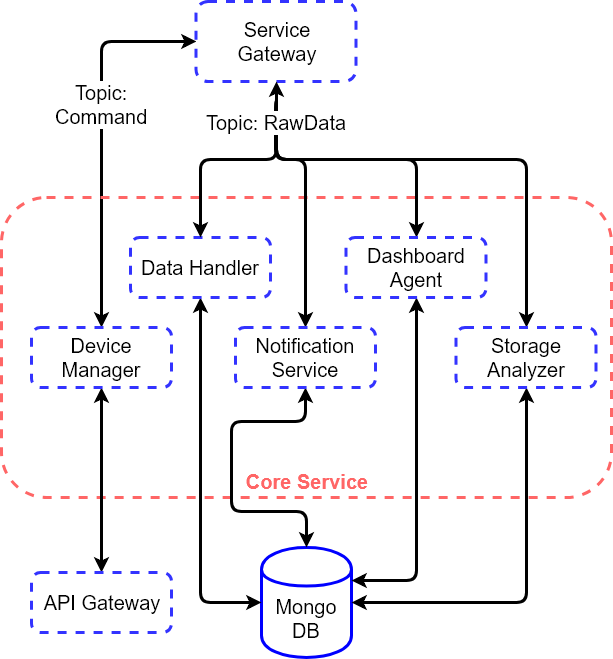 Service
Gateway
Topic:
Command
Topic: RawData
Data Handler
Dashboard
Agent
Device
Manager
Notification
Service
Storage
Analyzer
Core Service
API Gateway
Mongo
DB